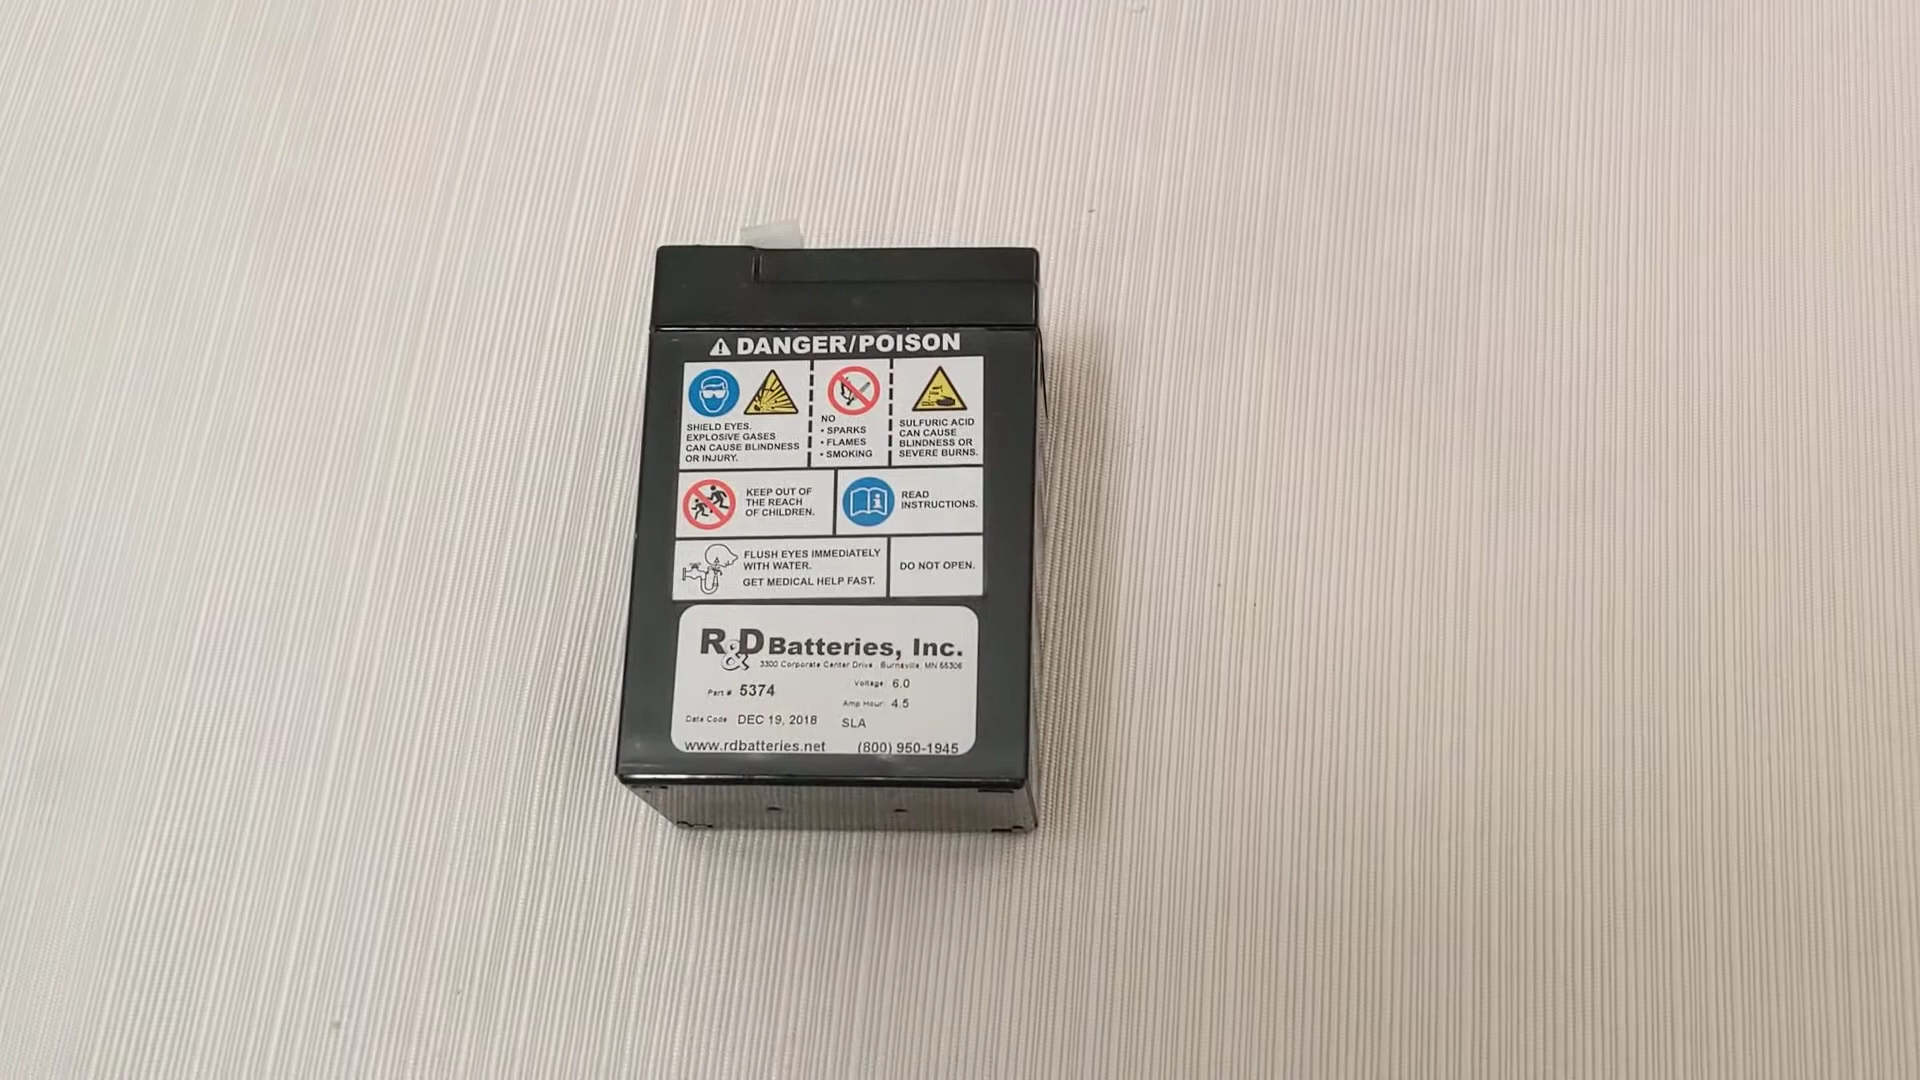 DANGER/POISON
SHIELD EYES.
EXPLOSIVE GASES
CAN CAUSE BLINDNESS
OR INJURY.
NO
• SPARKS
• FLAMES
• SMOKING
SULFURIC ACID
CAN CAUSE
BLINDNESS OR
SEVERE BURNS.
KEEP OUT OF
THE REACH
OF CHILDREN.
READ
INSTRUCTIONS.
FLUSH EYES IMMEDIATELY
WITH WATER.
GET MEDICAL HELP FAST.
DO NOT OPEN.
R&D Batteries, Inc.
3300 Corporate Center Drive Burnsville, MN 55306
Part # 5374
Voltage: 6.0
Amp Hour: 4.5
Date Code DEC 19, 2018
SLA
www.rdbatteries.net (800) 950-1945